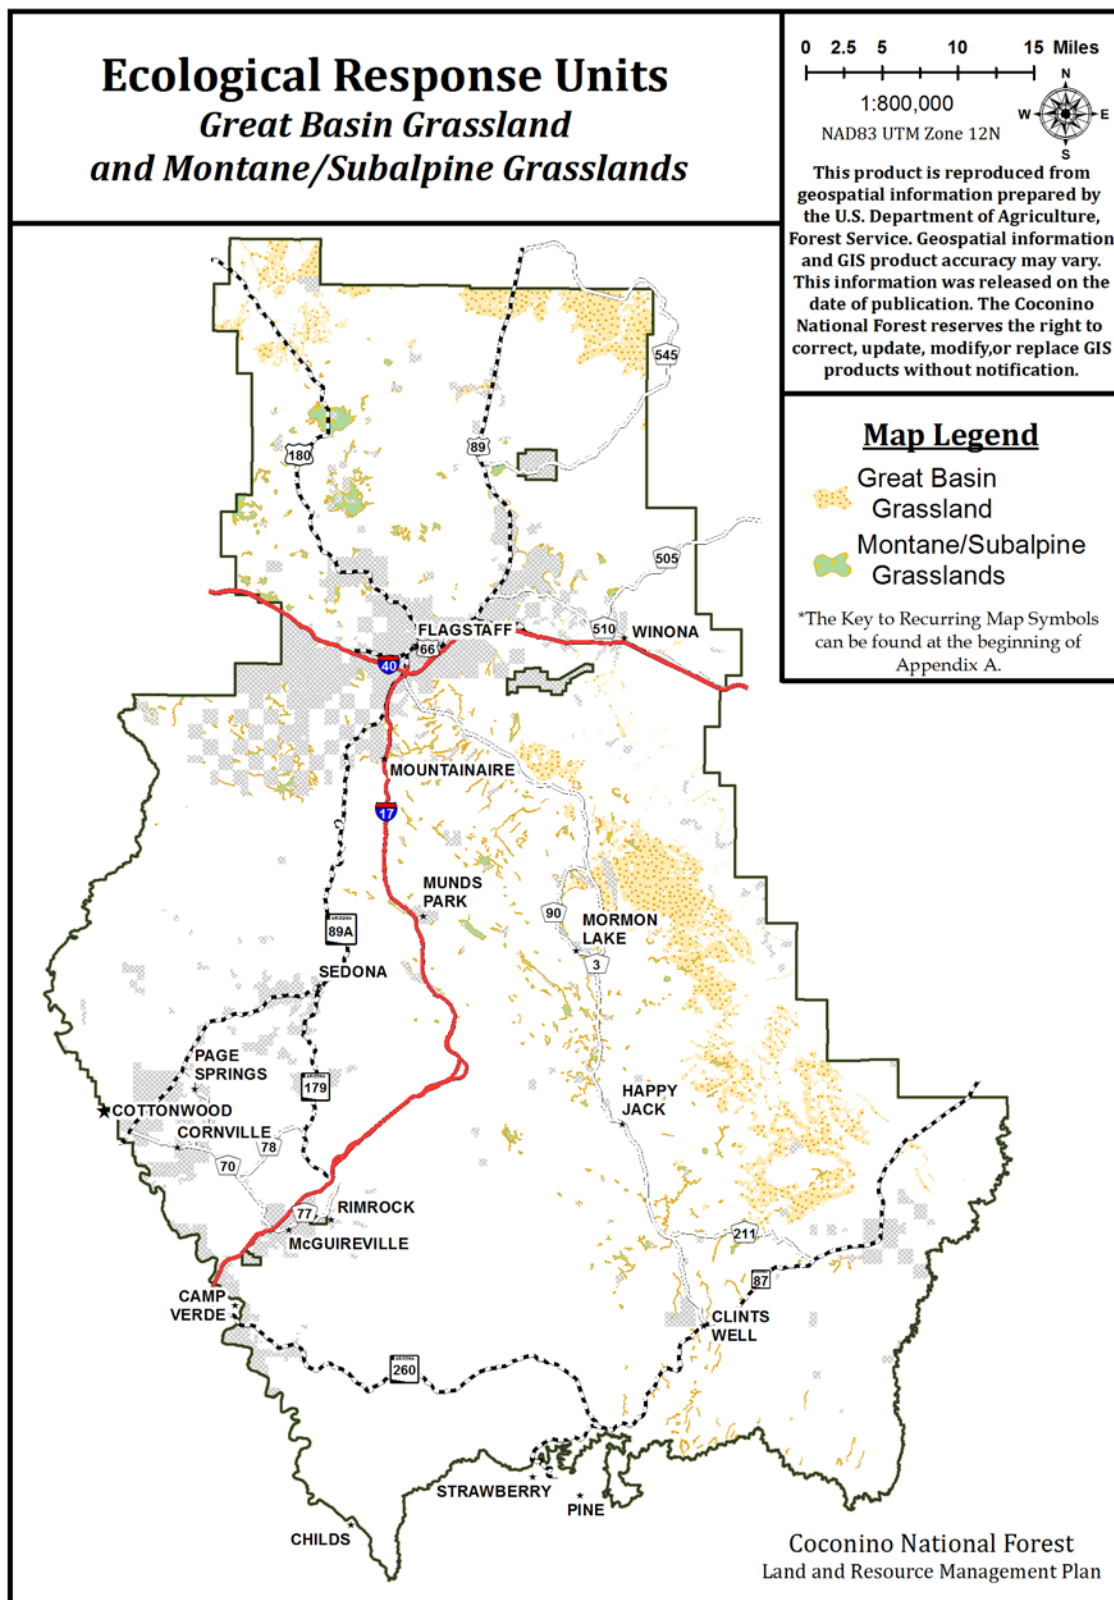 Ecological Response Units
Great Basin Grassland
and Montane/Subalpine Grasslands
0 2.5 5 10 15 Miles
1:800,000
NAD83 UTM Zone 12N
N
W E
S
This product is reproduced from
geospatial information prepared by
the U.S. Department of Agriculture,
Forest Service. Geospatial information
and GIS product accuracy may vary.
This information was released on the
date of publication. The Coconino
National Forest reserves the right to
correct, update, modify,or replace GIS
products without notification.
Map Legend
Great Basin
Grassland
Montane/Subalpine
Grasslands
*The Key to Recurring Map Symbols
can be found at the beginning of
Appendix A.
545
180
89
505
510
FLAGSTAFF
WINONA
66
40
MOUNTAINAIRE
17
MUNDS
PARK
90
MORMON
LAKE
ARIZONA
89A
3
SEDONA
PAGE
SPRINGS
ARIZONA
179
HAPPY
JACK
COTTONWOOD
CORNVILLE
78
70
77
RIMROCK
211
McGUIREVILLE
87
CAMP
VERDE
CLINTS
WELL
ARIZONA
260
STRAWBERRY
PINE
CHILDS
Coconino National Forest
Land and Resource Management Plan